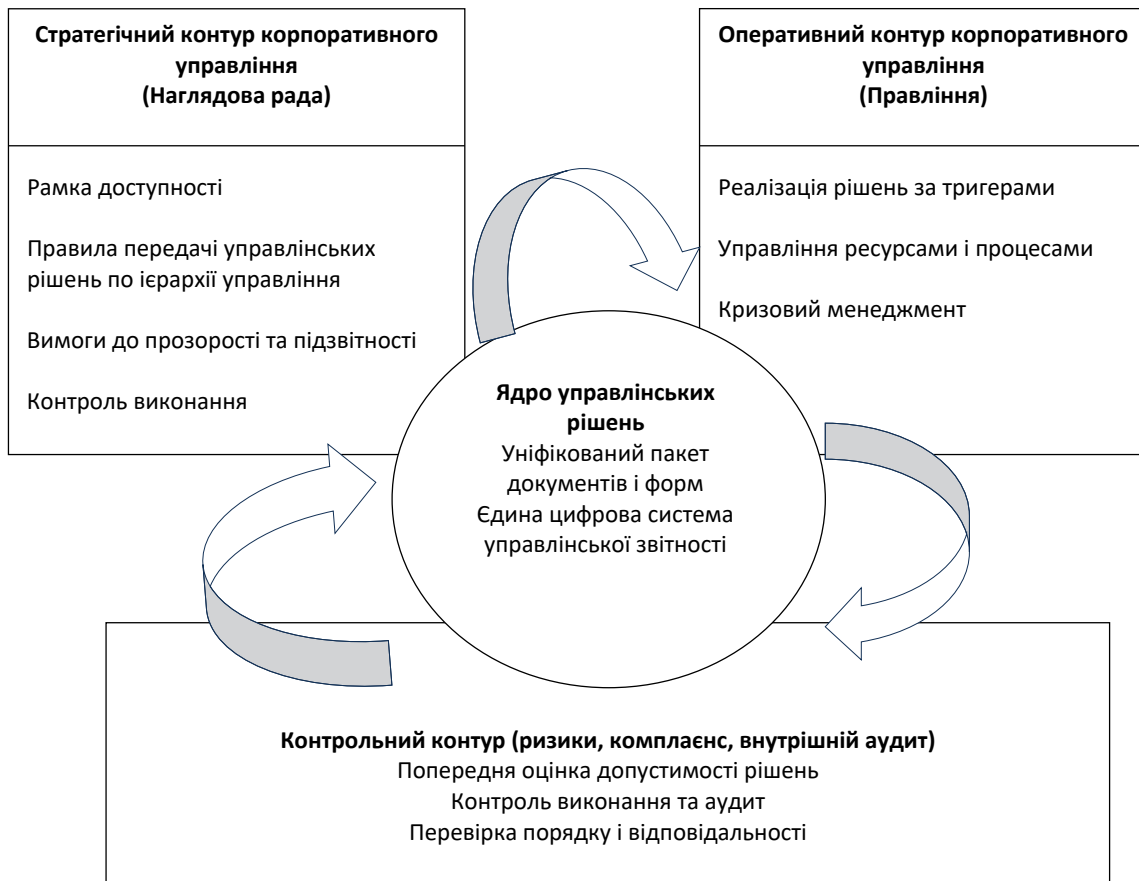 Стратегічний контур корпоративного
управління
(Наглядова рада)
Рамка доступності
Правила передачі управлінських
рішень по ієрархії управління
Вимоги до прозорості та підзвітності
Контроль виконання
Оперативний контур корпоративного
управління
(Правління)
Реалізація рішень за тригерами
Управління ресурсами і процесами
Кризовий менеджмент
Ядро управлінських
рішень
Уніфікований пакет
документів і форм
Єдина цифрова система
управлінської звітності
Контрольний контур (ризики, комплаєнс, внутрішній аудит)
Попередня оцінка допустимості рішень
Контроль виконання та аудит
Перевірка порядку і відповідальності